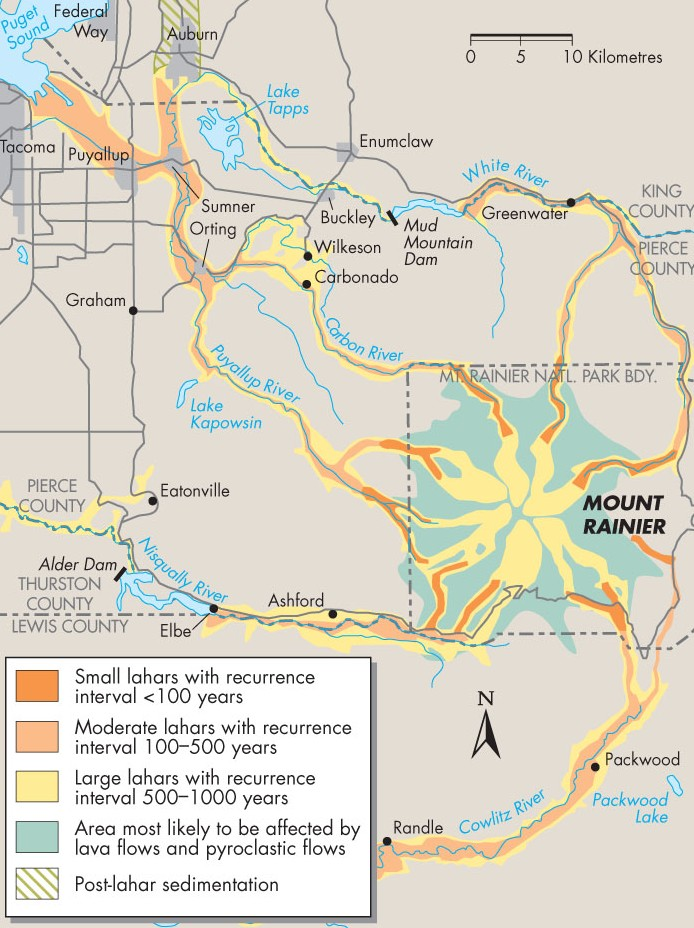 Puget
Sound
Federal
Way
Auburn
0 5 10 Kilometres
Lake
Tapps
Tacoma
Puyallup
Enumclaw
White River
KING
COUNTY
Sumner
Orting
Buckley
Greenwater
Mud
Mountain
Dam
PIERCE
COUNTY
Wilkeson
Carbonado
Graham
Carbon River
Puyallup River
MT. RAINIER NATL. PARK BDY.
Lake
Kapowsin
PIERCE
COUNTY
Eatonville
MOUNT
RAINIER
Alder Dam
Nisqually River
THURSTON
COUNTY
LEWIS COUNTY
Ashford
Elbe
Small lahars with recurrence
interval <100 years
Moderate lahars with recurrence
interval 100–500 years
Large lahars with recurrence
interval 500–1000 years
Area most likely to be affected by
lava flows and pyroclastic flows
Post-lahar sedimentation
N
Packwood
Packwood
Lake
Cowlitz River
Randle